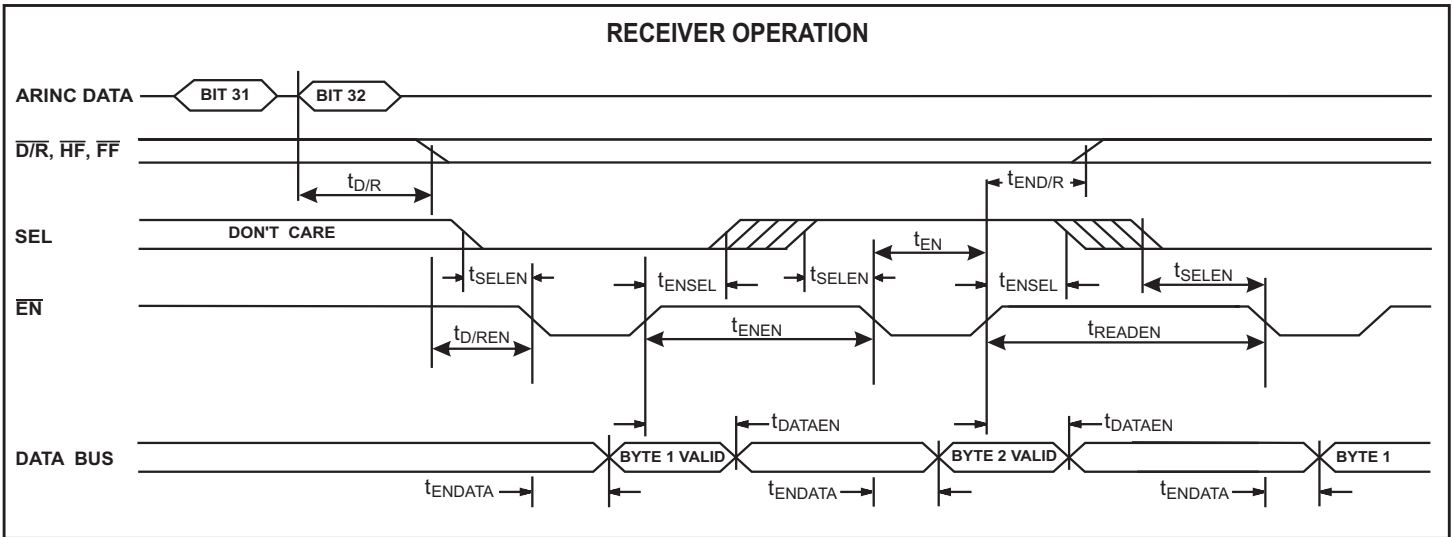 RECEIVER OPERATION
ARINC DATA BIT 31 BIT 32
D/R, HF, FF
tD/R tEND/R
SEL DON'T CARE
tEN
tSELEN tENSEL tSELEN tENSEL tSELEN
EN
tD/REN tENEN tREADEN
tDATAEN tDATAEN
DATA BUS BYTE 1 VALID BYTE 2 VALID BYTE 1
tENDATA tENDATA tENDATA